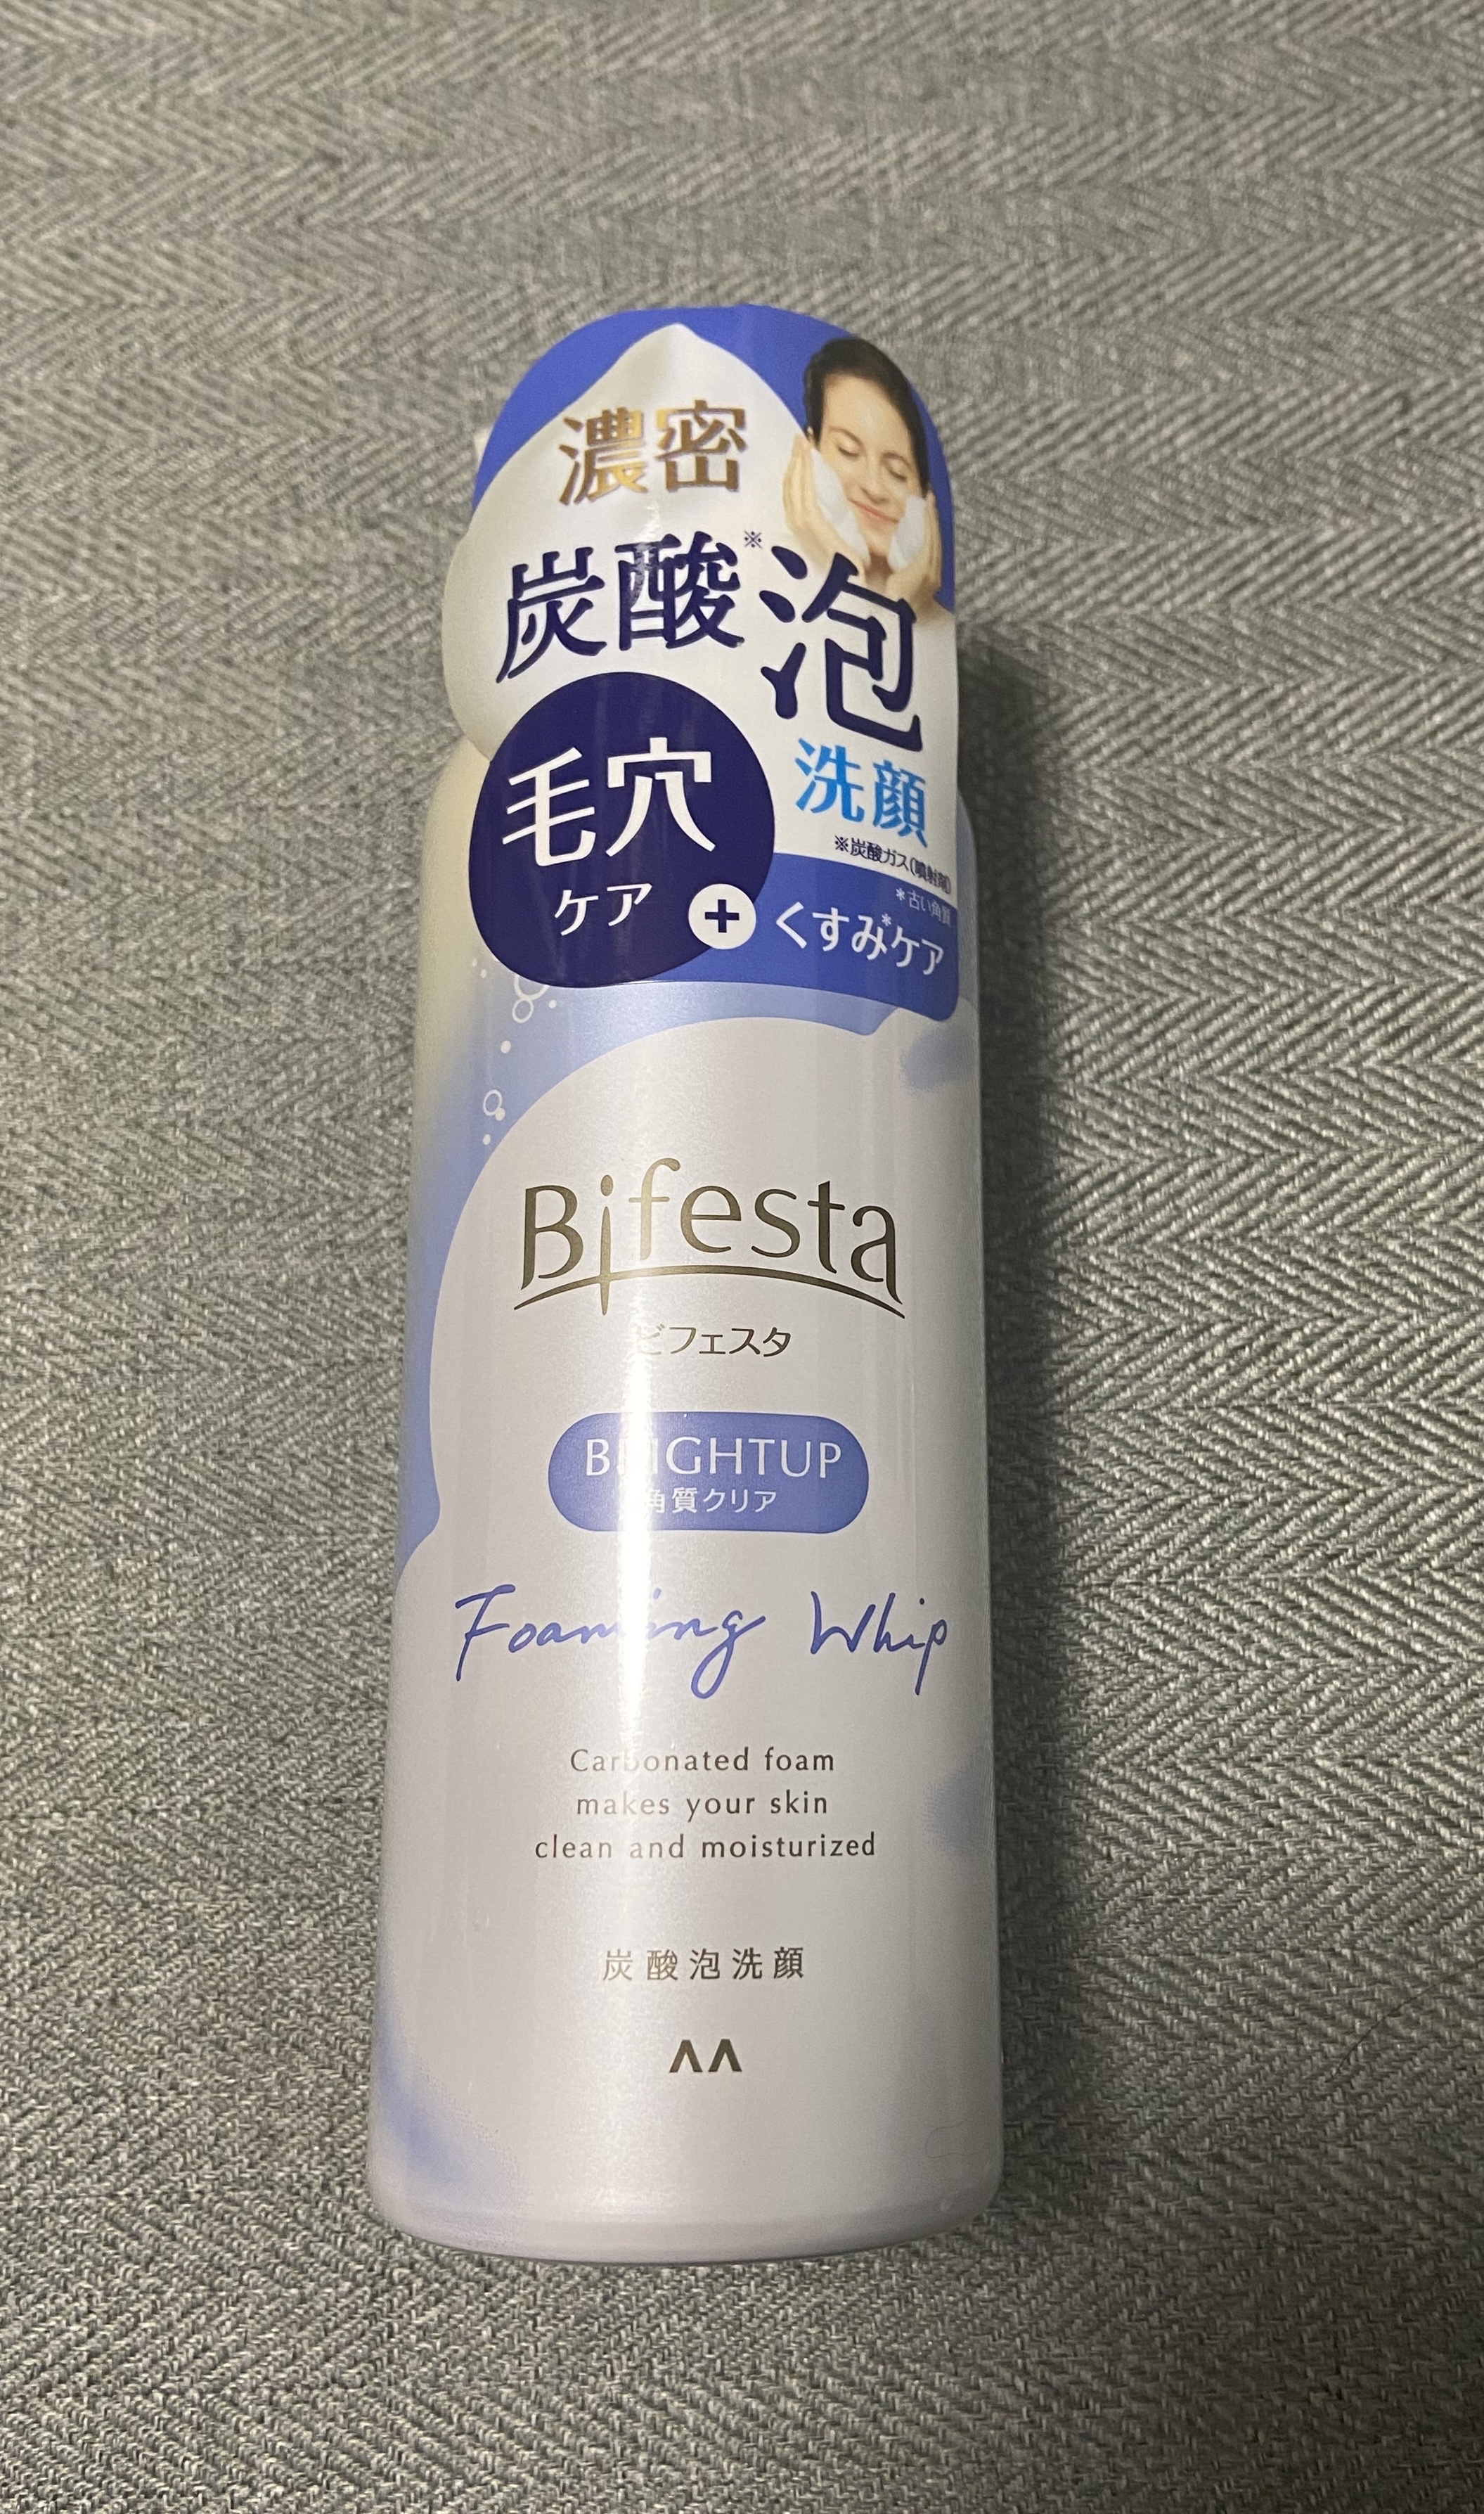 濃密
炭酸※泡
洗顔
※炭酸ガス(噴射剤)
*古い角質
毛穴
ケア
+ くすみ*ケア
Bifesta
ビフェスタ
BRIGHTUP
角質クリア
Foaming Whip
Carbonated foam
makes your skin
clean and moisturized
炭酸泡洗顔